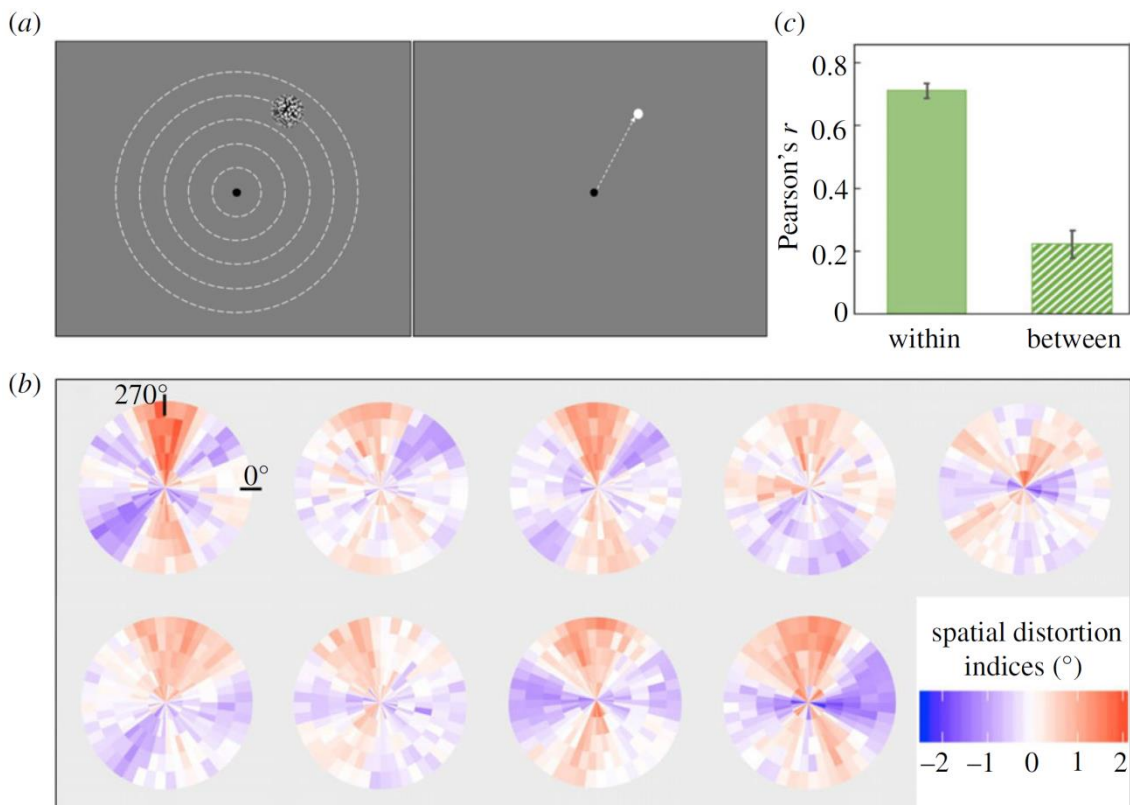 (a)
(c)
Pearson's r
0.8
0.6
0.4
0.2
0
within
between
(b)
270°
0°
spatial distortion
indices (°)
–2 –1 0 1 2